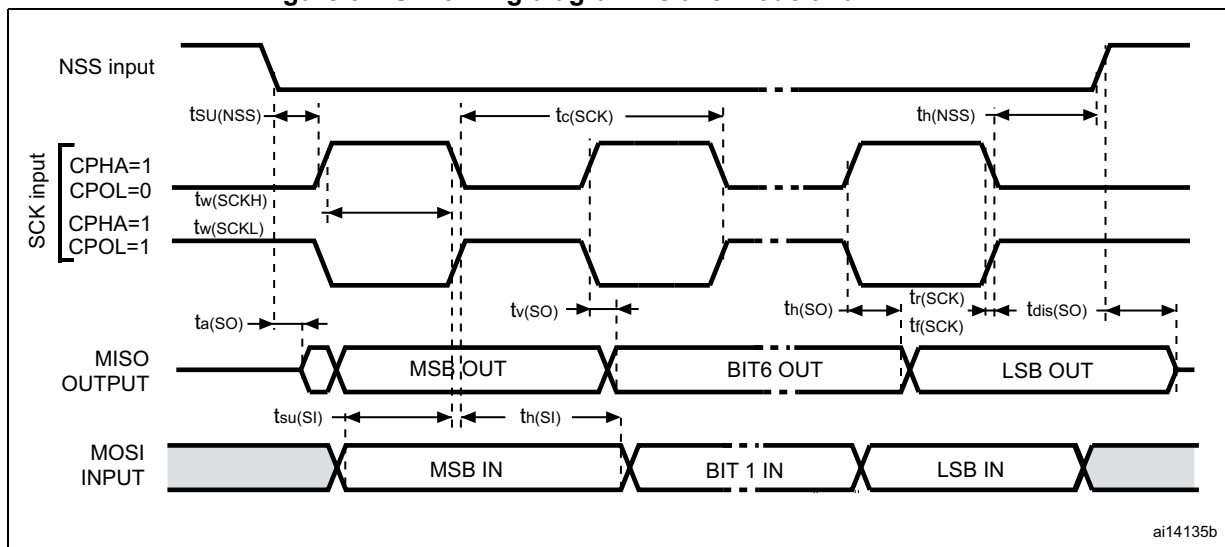 NSS input
tSU(NSS)
tc(SCK)
th(NSS)
SCK input
CPHA=1
CPOL=0
tw(SCKH)
CPHA=1
tw(SCKL)
CPOL=1
ta(SO)
tv(SO)
th(SO)
tr(SCK)
tf(SCK)
tdis(SO)
MISO
OUTPUT
MSB OUT
BIT6 OUT
LSB OUT
tsu(SI)
th(SI)
MOSI
INPUT
MSB IN
BIT 1 IN
LSB IN
ai14135b